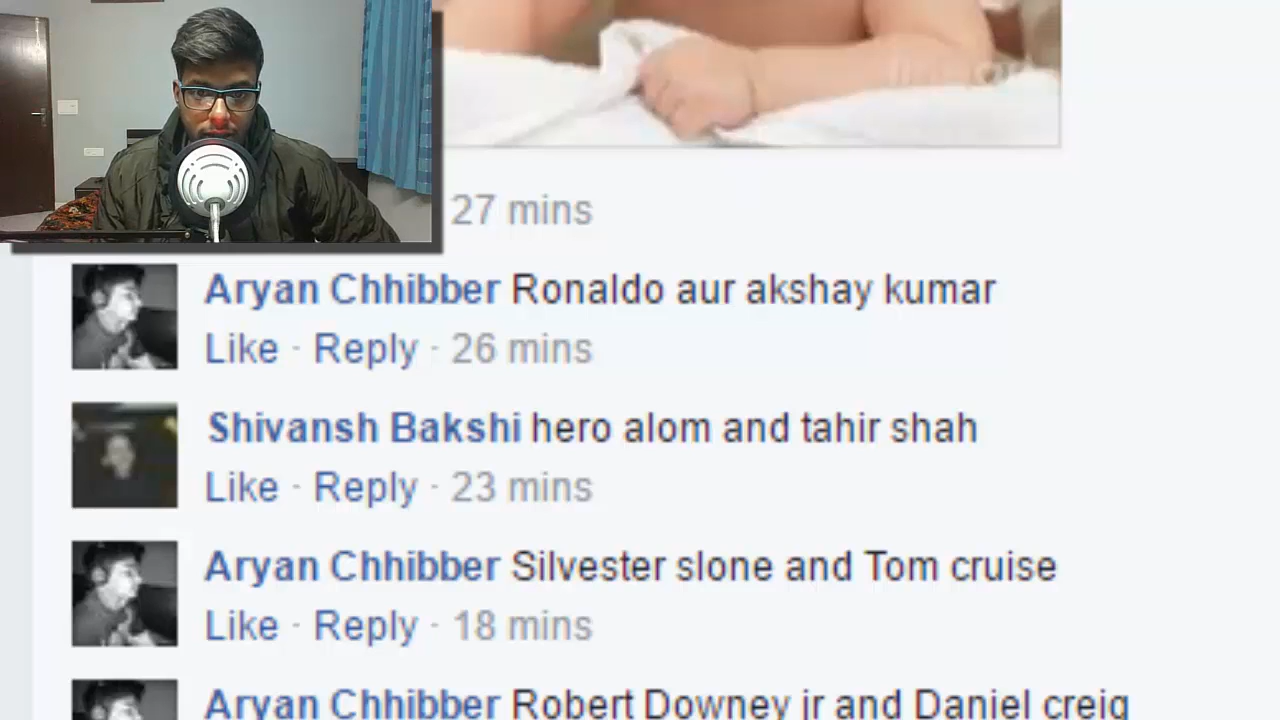 27 mins
Aryan Chhibber Ronaldo aur akshay kumar
Like · Reply · 26 mins
Shivansh Bakshi hero alom and tahir shah
Like · Reply · 23 mins
Aryan Chhibber Silvester slone and Tom cruise
Like · Reply · 18 mins
Aryan Chhibber Robert Downey jr and Daniel creig